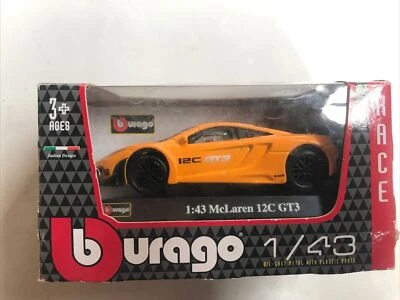 3+
AGES
Italian Design
burago
12C GT3
RACE
burago
1:43 McLaren 12C GT3
burago 1/43
DIE-CAST METAL WITH PLASTIC PARTS